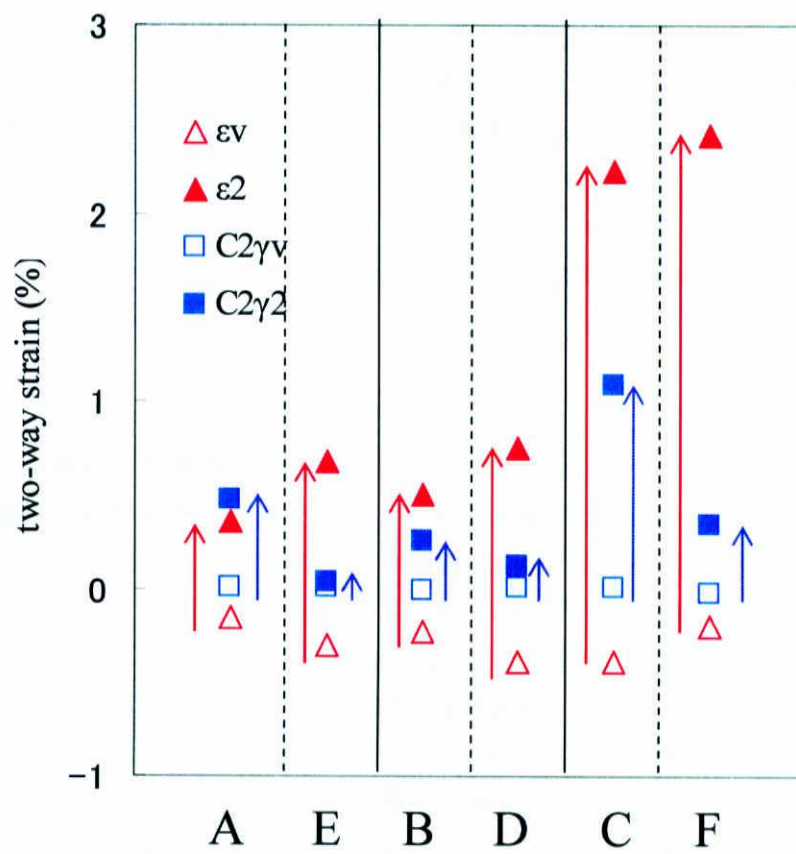 3
εv
ε2
2
C2γv
C2γ2
two-way strain (%)
1
0
-1
A E B D C F